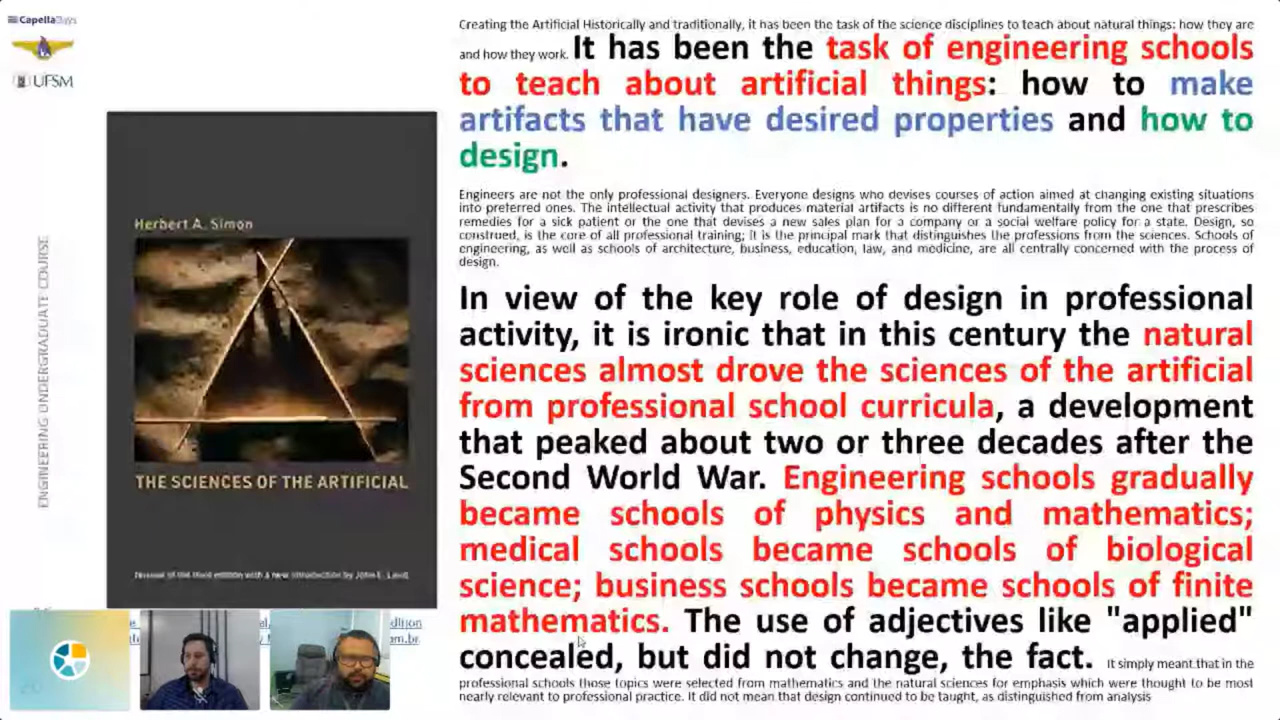 CapellaDays
UFSM
ENGINEERING UNDERGRADUATE COURSE
Herbert A. Simon
THE SCIENCES OF THE ARTIFICIAL
reissue of the third edition with a new introduction by John E. Laird
dition
om.br.
Creating the Artificial Historically and traditionally, it has been the task of the science disciplines to teach about natural things: how they are
and how they work. It has been the task of engineering schools
to teach about artificial things: how to make
artifacts that have desired properties and how to
design.
Engineers are not the only professional designers. Everyone designs who devises courses of action aimed at changing existing situations
into preferred ones. The intellectual activity that produces material artifacts is no different fundamentally from the one that prescribes
remedies for a sick patient or the one that devises a new sales plan for a company or a social welfare policy for a state. Design, so
construed, is the core of all professional training; it is the principal mark that distinguishes the professions from the sciences. Schools of
engineering, as well as schools of architecture, business, education, law, and medicine, are all centrally concerned with the process of
design.
In view of the key role of design in professional
activity, it is ironic that in this century the natural
sciences almost drove the sciences of the artificial
from professional school curricula, a development
that peaked about two or three decades after the
Second World War. Engineering schools gradually
became schools of physics and mathematics;
medical schools became schools of biological
science; business schools became schools of finite
mathematics. The use of adjectives like "applied"
concealed, but did not change, the fact. It simply meant that in the
professional schools those topics were selected from mathematics and the natural sciences for emphasis which were thought to be most
nearly relevant to professional practice. It did not mean that design continued to be taught, as distinguished from analysis